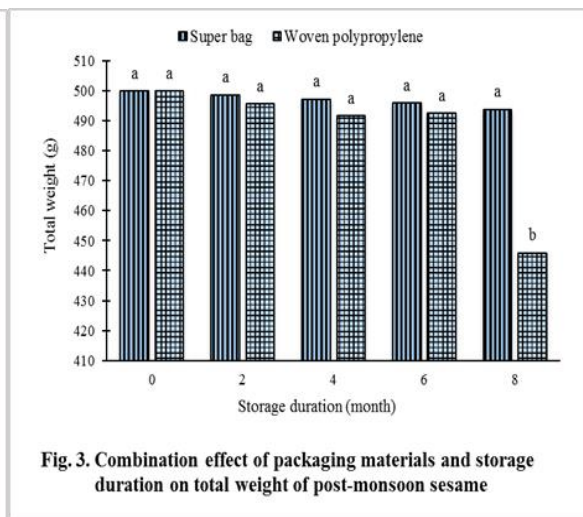 Super bag Woven polypropylene
510
a a a a a a a a a
500
490
480
470
460
450
b
440
430
420
410
Total weight (g)
0 2 4 6 8
Storage duration (month)
Fig. 3. Combination effect of packaging materials and storage
duration on total weight of post-monsoon sesame